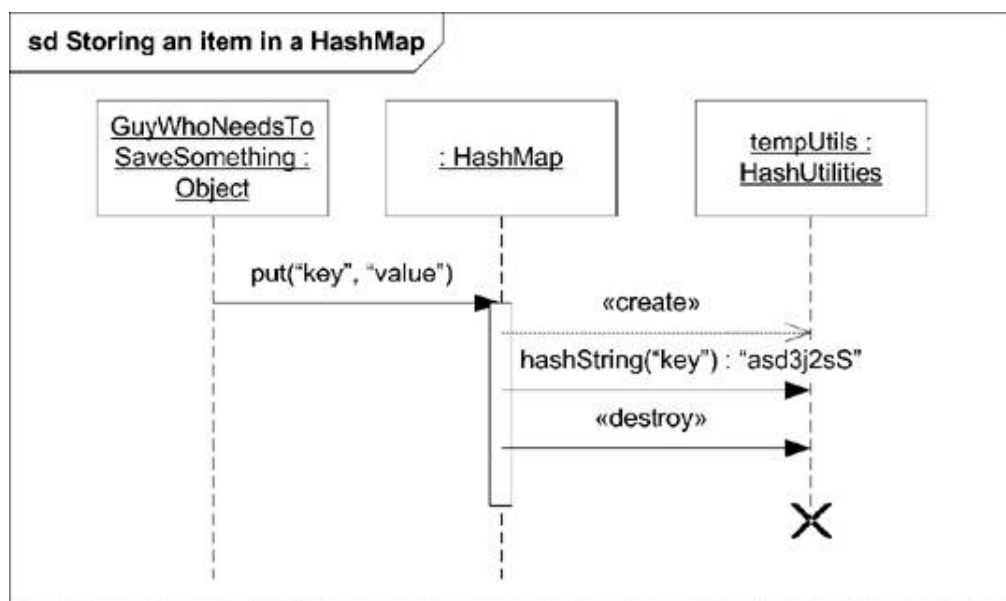 sd Storing an item in a HashMap
GuyWhoNeedsTo
SaveSomething :
Object
: HashMap
tempUtils :
HashUtilities
put(“key”, “value”)
«create»
hashString(“key”) : “asd3j2sS”
«destroy»